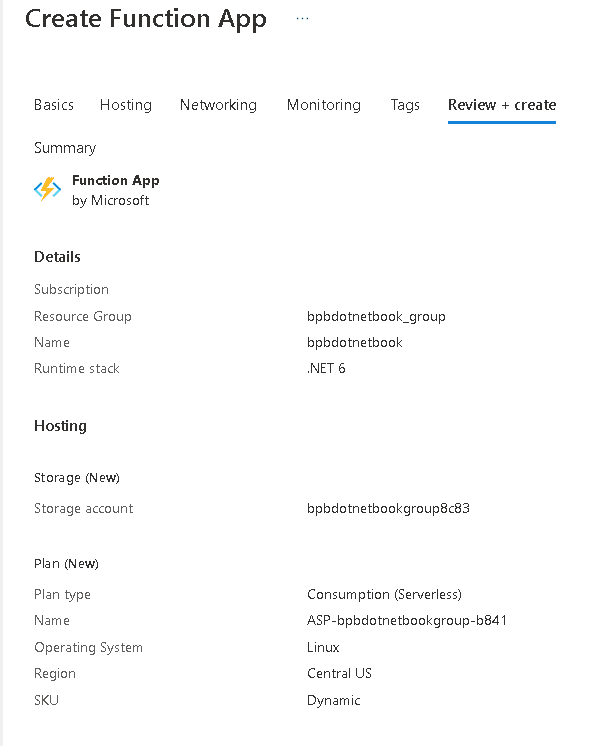 Create Function App ...
Basics Hosting Networking Monitoring Tags Review + create
Summary
Function App
by Microsoft
Details
Subscription
Resource Group bpbdotnetbook_group
Name bpbdotnetbook
Runtime stack .NET 6
Hosting
Storage (New)
Storage account bpbdotnetbookgroup8c83
Plan (New)
Plan type Consumption (Serverless)
Name ASP-bpbdotnetbookgroup-b841
Operating System Linux
Region Central US
SKU Dynamic